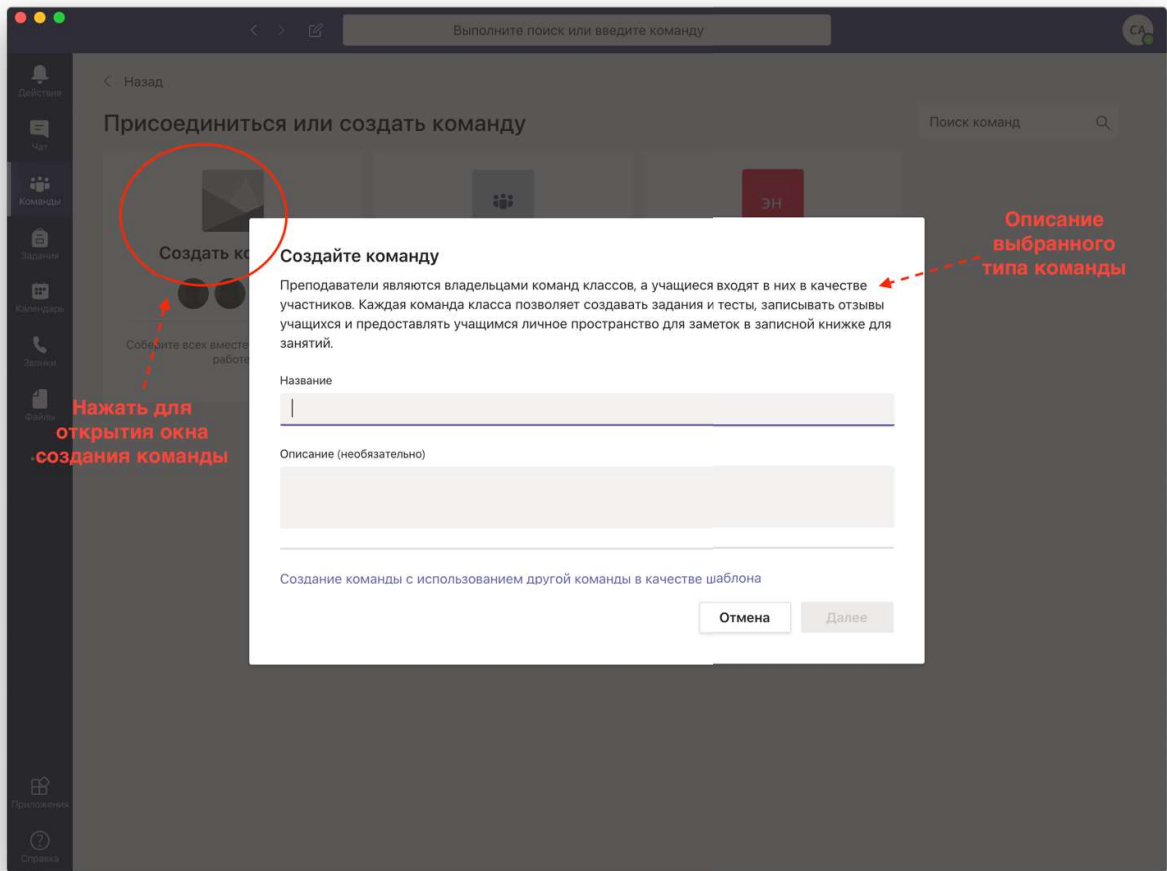 Выполните поиск или введите команду
СА
Действия
Чат
Команды
Задания
Календарь
Звонки
Файлы
Приложения
Справка
Назад
Присоединиться или создать команду
Поиск команд
ЭН
Создать ко
Соберите всех вместе
работе
Нажать для
открытия окна
создания команды
Описание
выбранного
типа команды
Создайте команду
Преподаватели являются владельцами команд классов, а учащиеся входят в них в качестве
участников. Каждая команда класса позволяет создавать задания и тесты, записывать отзывы
учащихся и предоставлять учащимся личное пространство для заметок в записной книжке для
занятий.
Название
Описание (необязательно)
Создание команды с использованием другой команды в качестве шаблона
Отмена
Далее